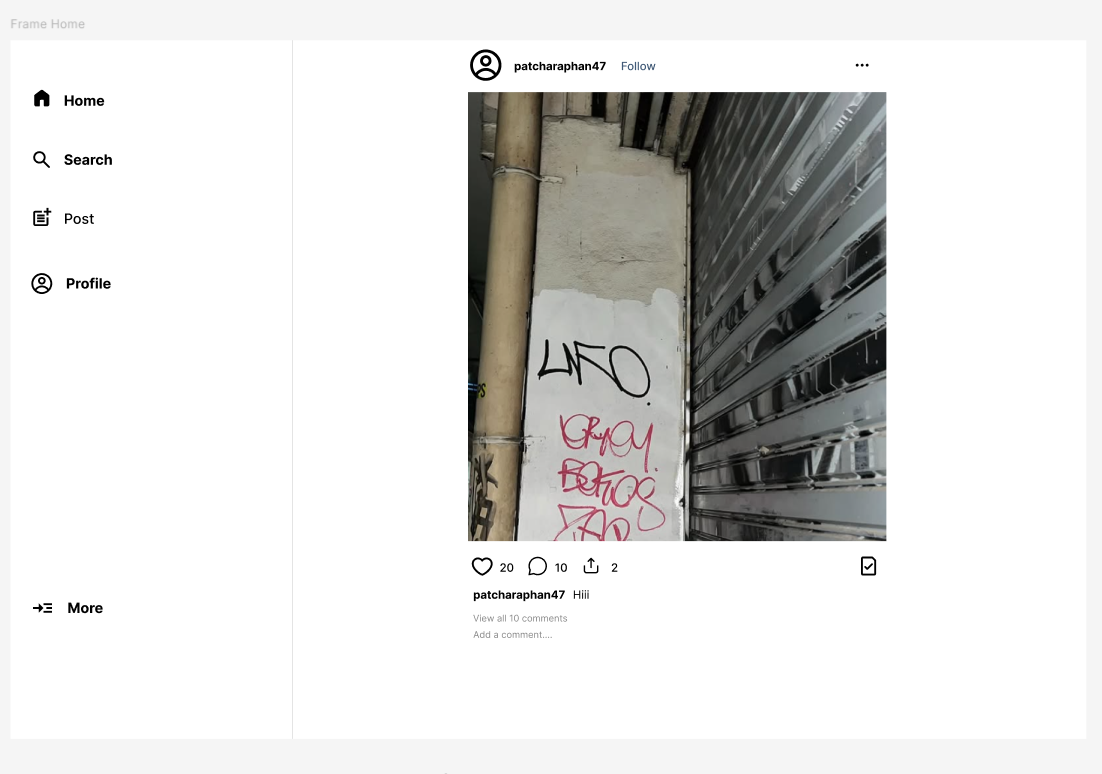 Frame Home
Home
Search
Post
Profile
More
patcharaphan47 Follow
20 10 2
patcharaphan47 Hiii
View all 10 comments
Add a comment....